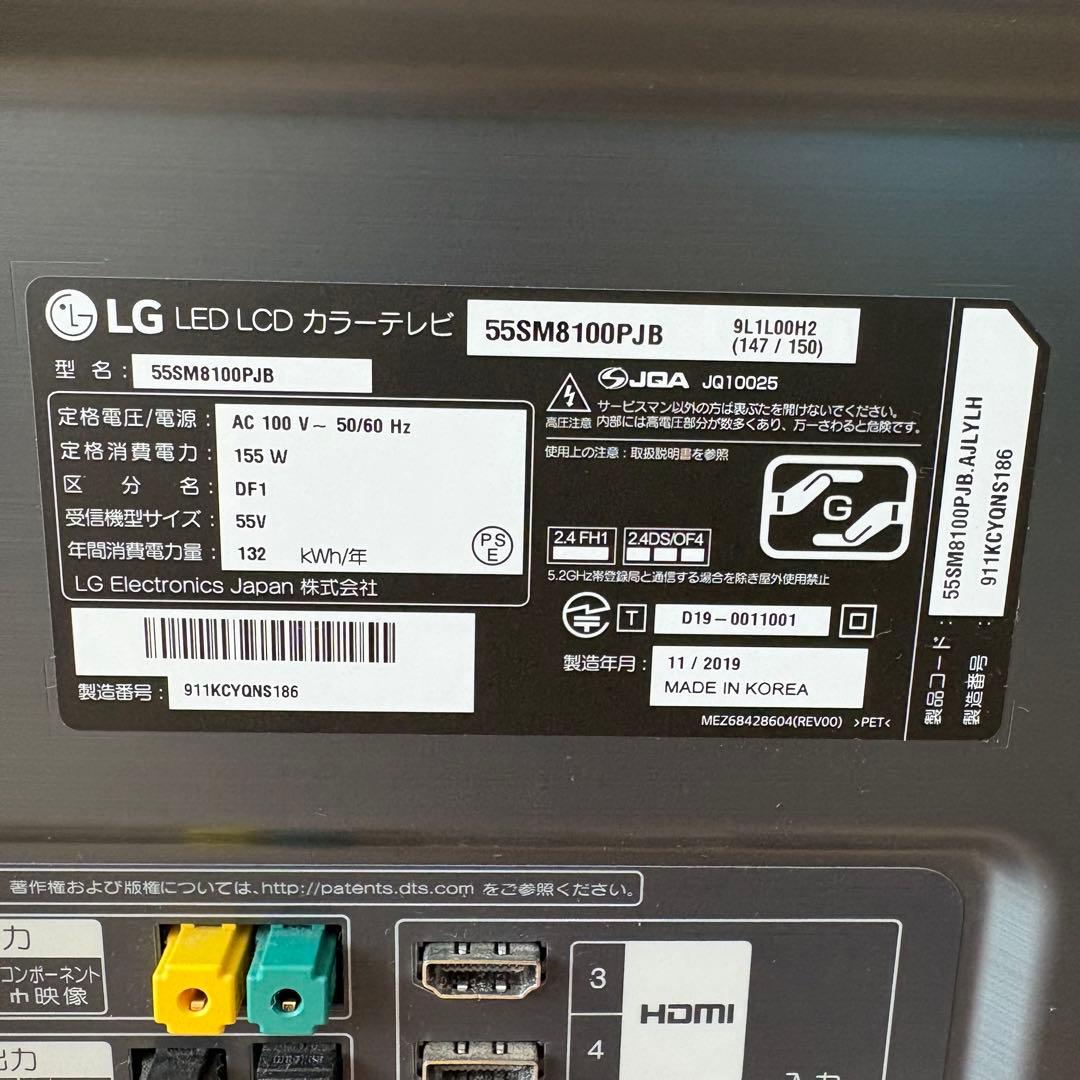 LG LED LCD カラーテレビ
55SM8100PJB
9L1L00H2
(147 / 150)
型 名: 55SM8100PJB
定格電圧/電源: AC 100 V~ 50/60 Hz
定格消費電力: 155 W
区 分 名: DF1
受信機型サイズ: 55V
年間消費電力量: 132 kWh/年
PS
E
LG Electronics Japan 株式会社
製造番号: 911KCYQNS186
JQA JQ10025
高圧注意
サービスマン以外の方は裏ぶたを開けないでください。
内部には高電圧部分が数多くあり、万一さわると危険です。
使用上の注意:取扱説明書を参照
G
2.4 FH1
2.4DS/OF4
5.2GHz帯登録局と通信する場合を除き屋外使用禁止
T D19-0011001
製造年月: 11 / 2019
MADE IN KOREA
MEZ68428604(REV00) >PET<
製品コード: 55SM8100PJB.AJLYLH
製造番号: 911KCYQNS186
著作権および版権については、http://patents.dts.com をご参照ください。
力
コンポーネント
映像
出力
3
HDMI
4
入力